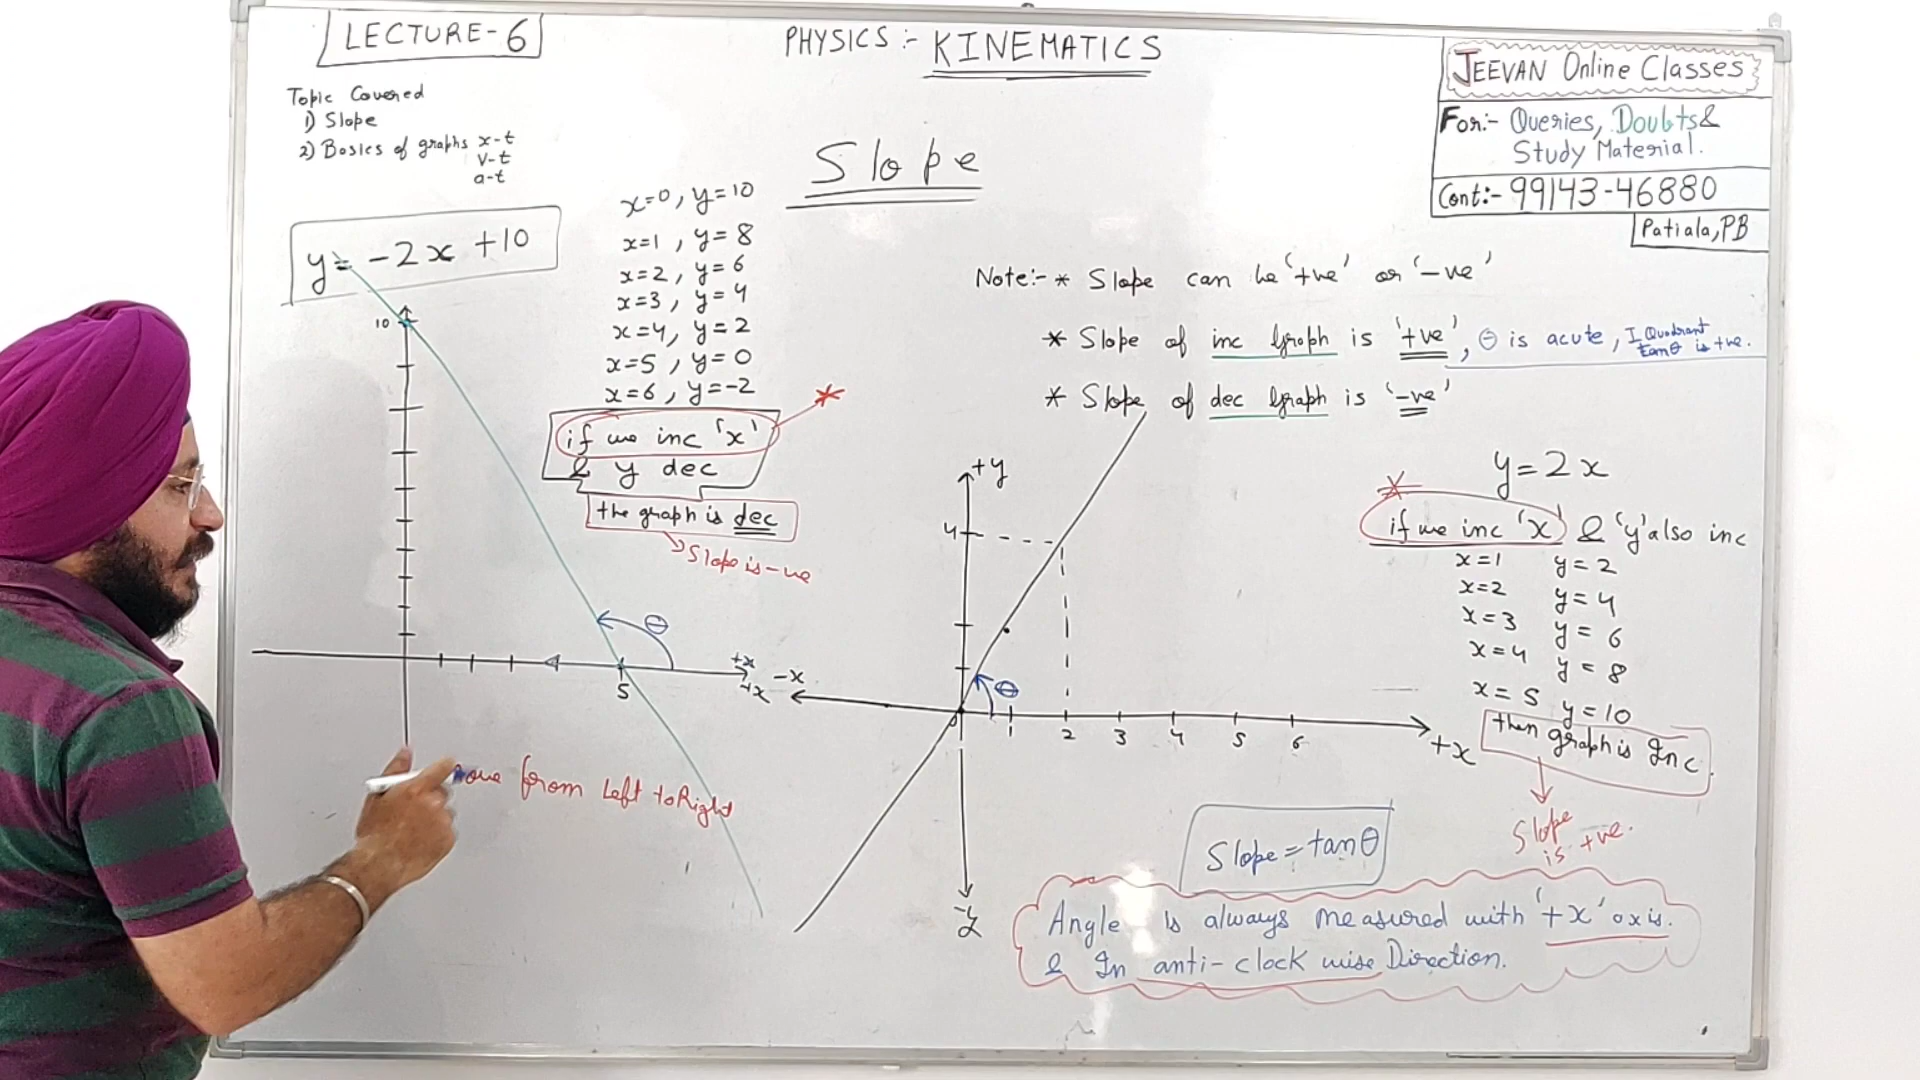 LECTURE-6
PHYSICS:- KINEMATICS
JEEVAN Online Classes
For:- Queries, Doubts &
Study Material.
Cont:- 99143-46880
Patiala, PB
Topic Covered
1) Slope
2) Basics of graphs x-t
v-t
a-t
Slope
y = -2x +10
x=0, y=10
x=1, y=8
x=2, y=6
x=3, y=4
x=4, y=2
x=5, y=0
x=6, y=-2
if we inc 'x'
& y dec
the graph is dec
Slope is -ve
10
θ
5
+x
+x
from Left to Right
Note:- * Slope can be '+ve' or '-ve'
* Slope of inc Graph is '+ve', θ is acute, I Quadrant
tanθ is +ve.
* Slope of dec Graph is '-ve'
+y
4
-x
θ
0 1 2 3 4 5 6
+x
-y
y=2x
if we inc 'x' & 'y' also inc
x=1 y=2
x=2 y=4
x=3 y=6
x=4 y=8
x=5 y=10
then graph is Inc.
Slope
is +ve.
Slope = tanθ
Angle is always measured with '+x' axis.
& In anti-clock wise Direction.